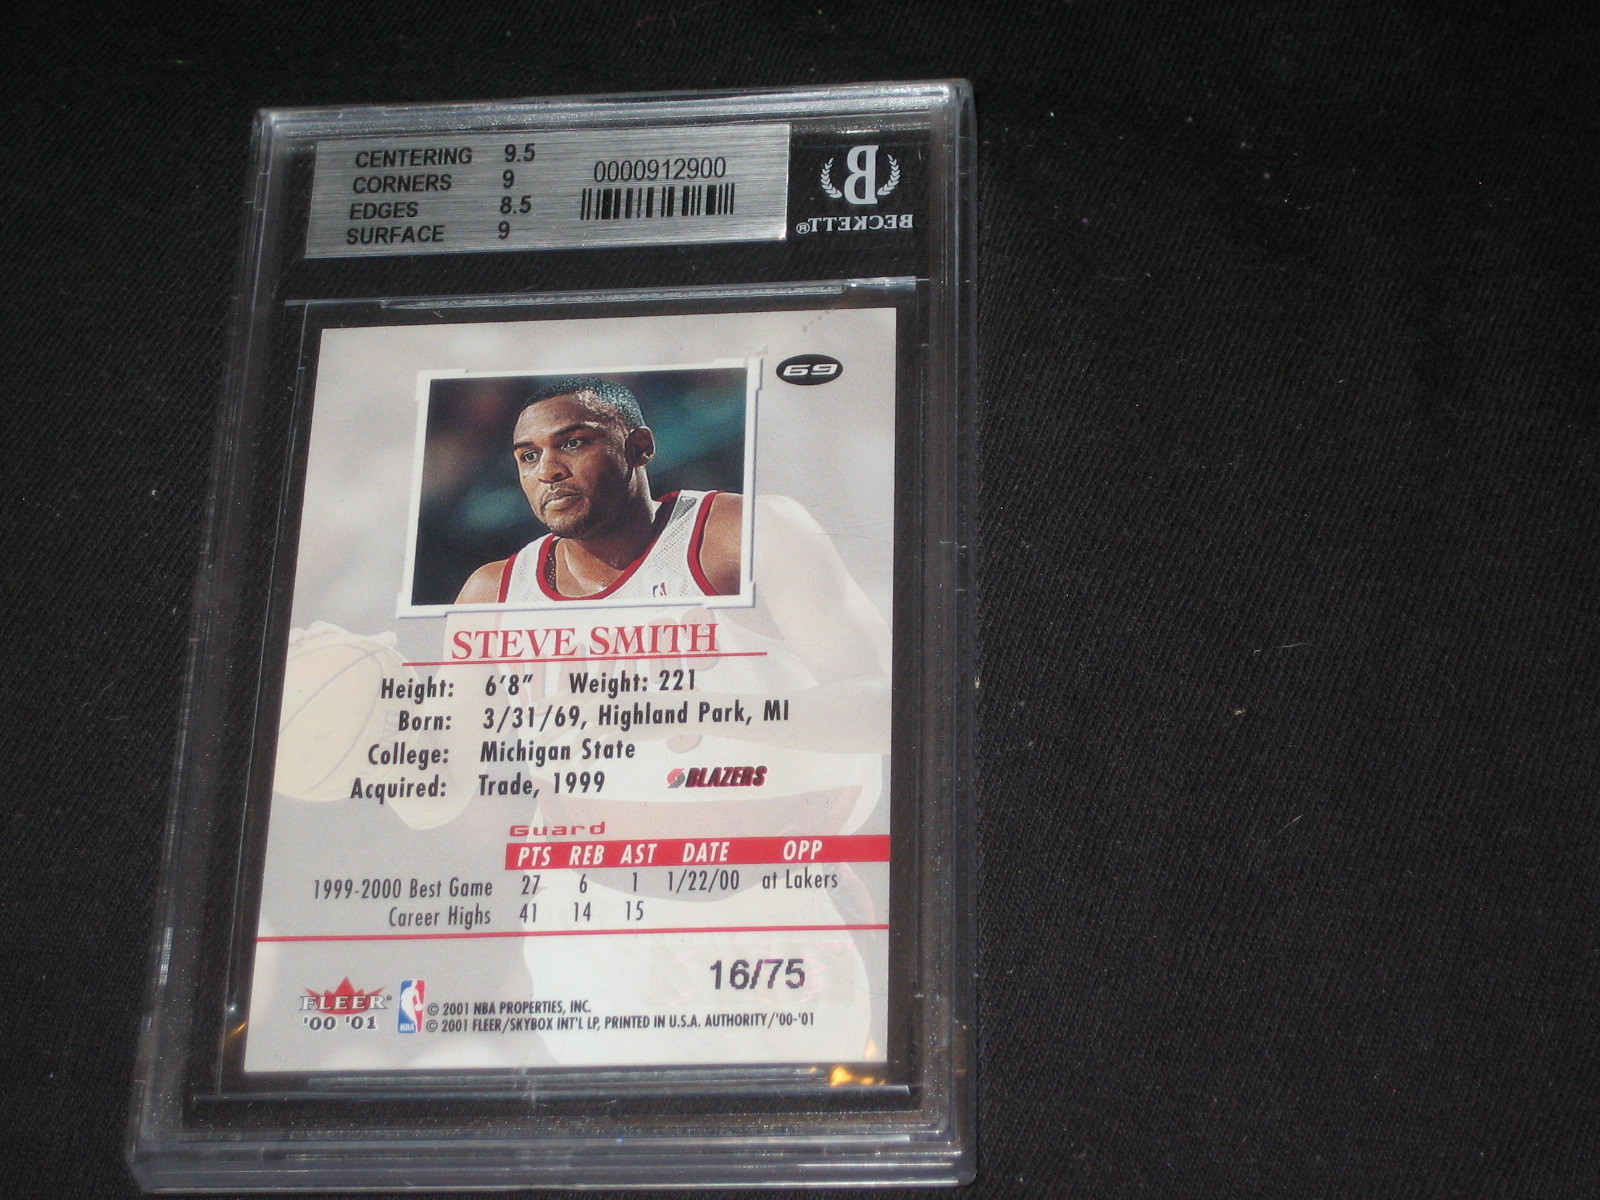 CENTERING 9.5
CORNERS 9
EDGES 8.5
SURFACE 9
0000912900
B
BECKETT®
69
STEVE SMITH
Height: 6'8" Weight: 221
Born: 3/31/69, Highland Park, MI
College: Michigan State
Acquired: Trade, 1999
BLAZERS
Guard
PTS REB AST DATE OPP
1999-2000 Best Game 27 6 1 1/22/00 at Lakers
Career Highs 41 14 15
16/75
FLEER®
'00 '01
NBA
© 2001 NBA PROPERTIES, INC.
© 2001 FLEER/SKYBOX INT'L LP, PRINTED IN U.S.A. AUTHORITY/'00-'01